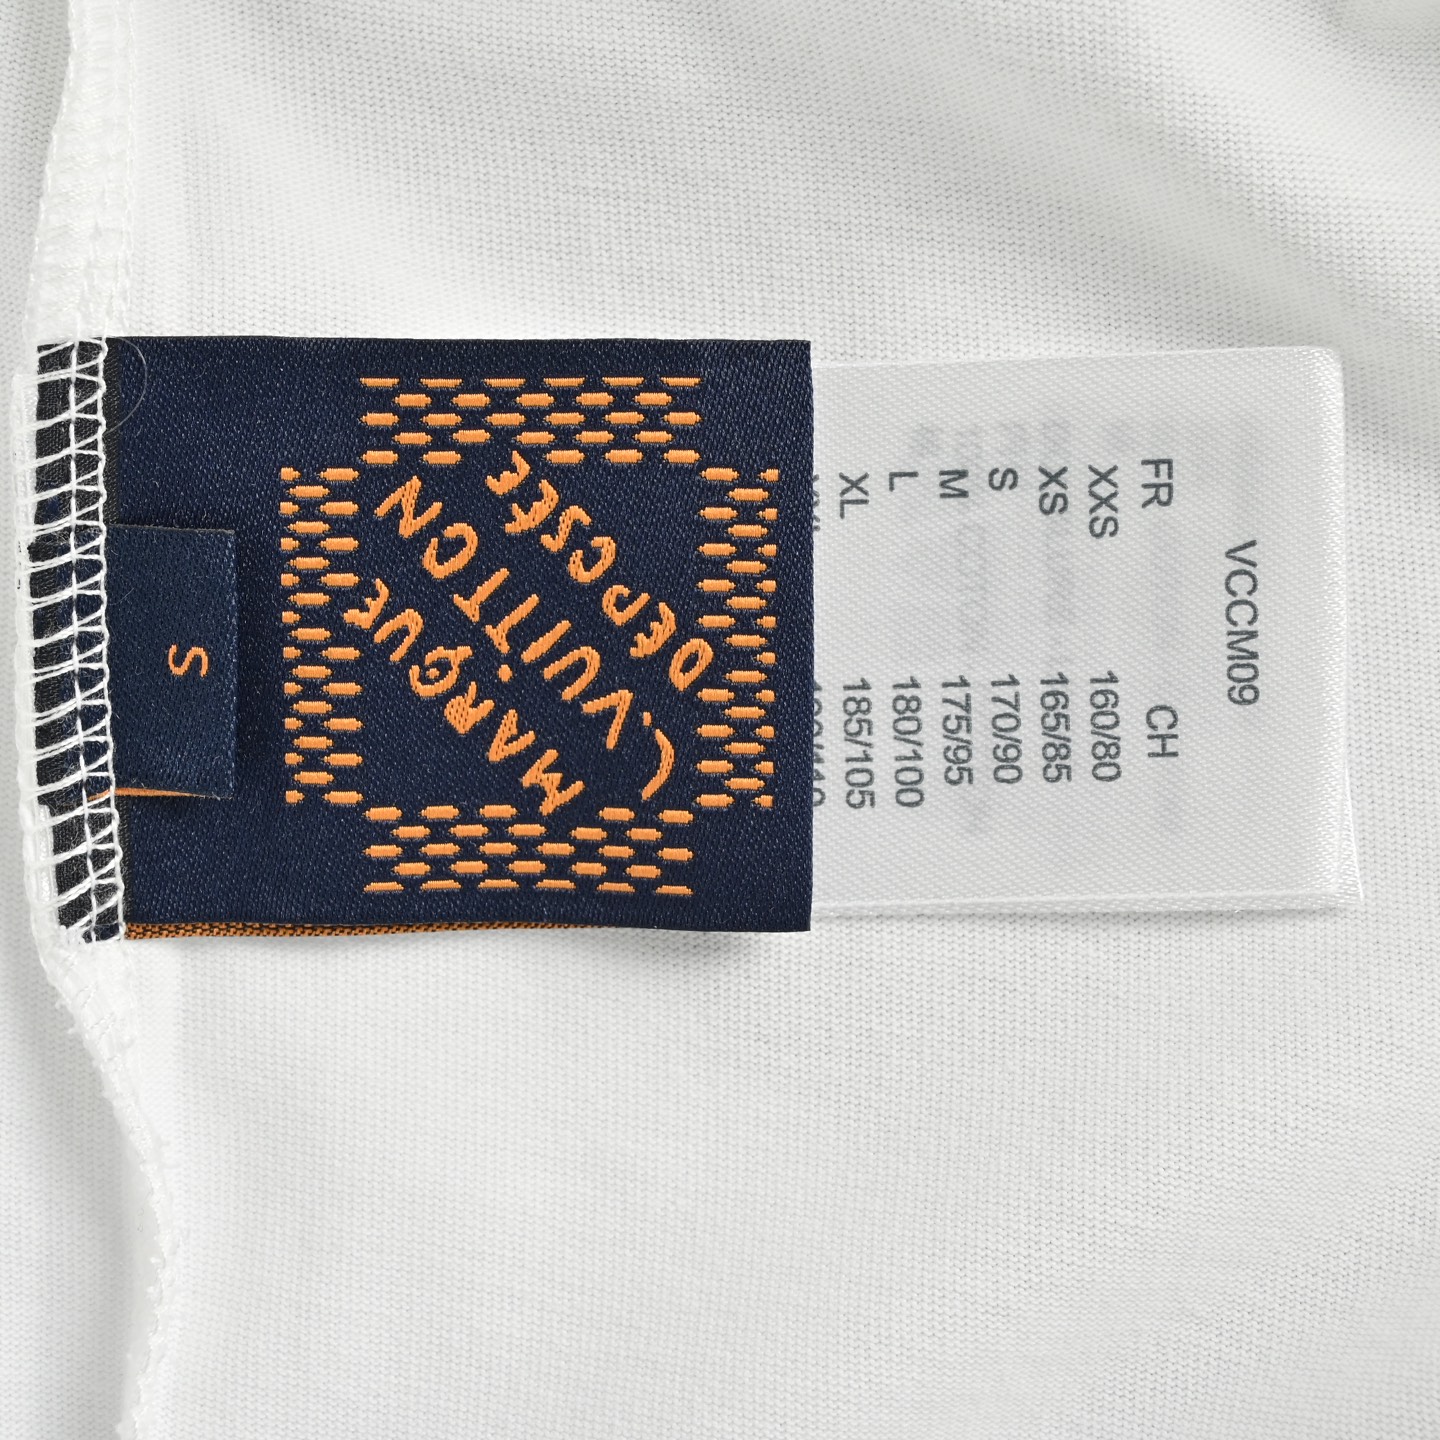 S
MARQUE
L.VUITTON
DÉPOSÉE
VCCM09
FR CH
XXS 160/80
XS 165/85
S 170/90
M 175/95
L 180/100
XL 185/105